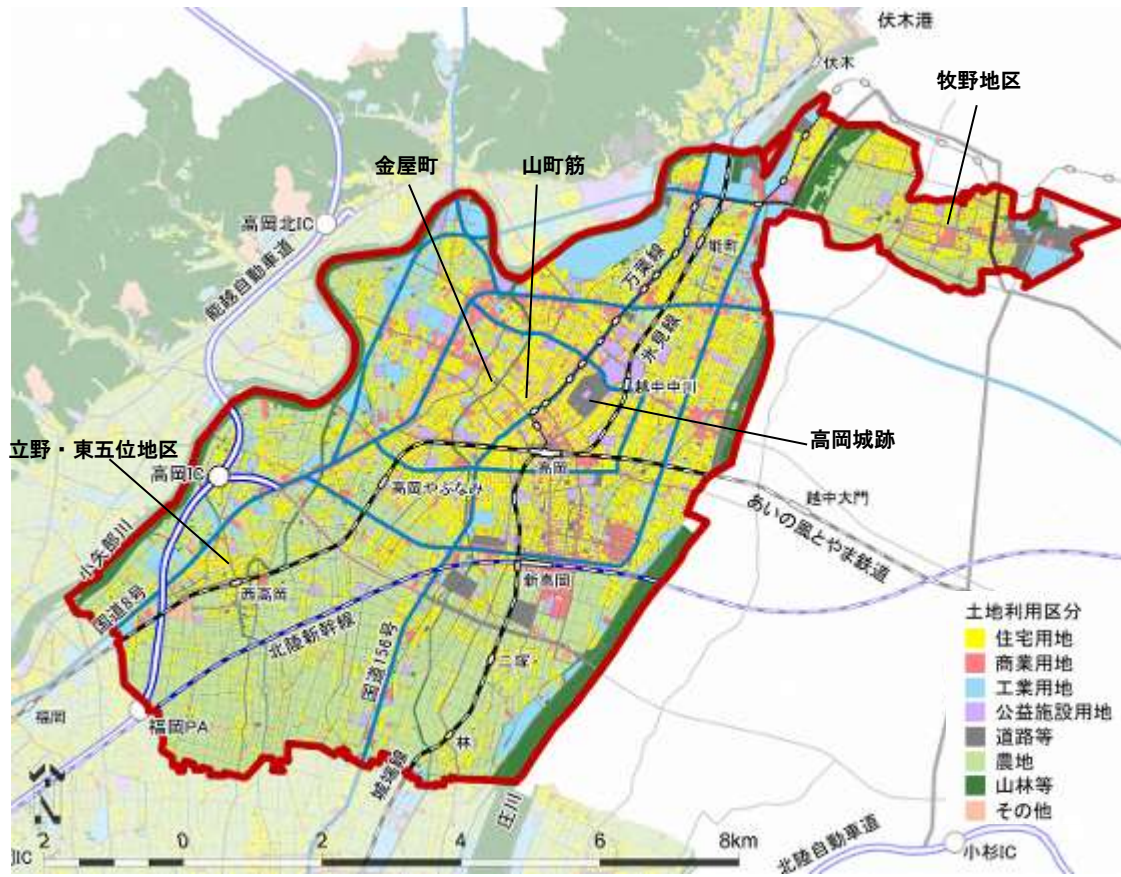 伏木港
伏木
牧野地区
金屋町
山町筋
高岡北IC
能越自動車道
万葉線
能町
氷見線
越中中川
高岡城跡
立野・東五位地区
高岡IC
高岡
高岡やぶなみ
越中大門
あいの風とやま鉄道
小矢部川
国道8号
西高岡
新高岡
北陸新幹線
国道156号
二塚
福岡
福岡PA
林
城端線
庄川
土地利用区分
住宅用地
商業用地
工業用地
公益施設用地
道路等
農地
山林等
その他
2 0 2 4 6 8km
IC
北陸自動車道
小杉IC